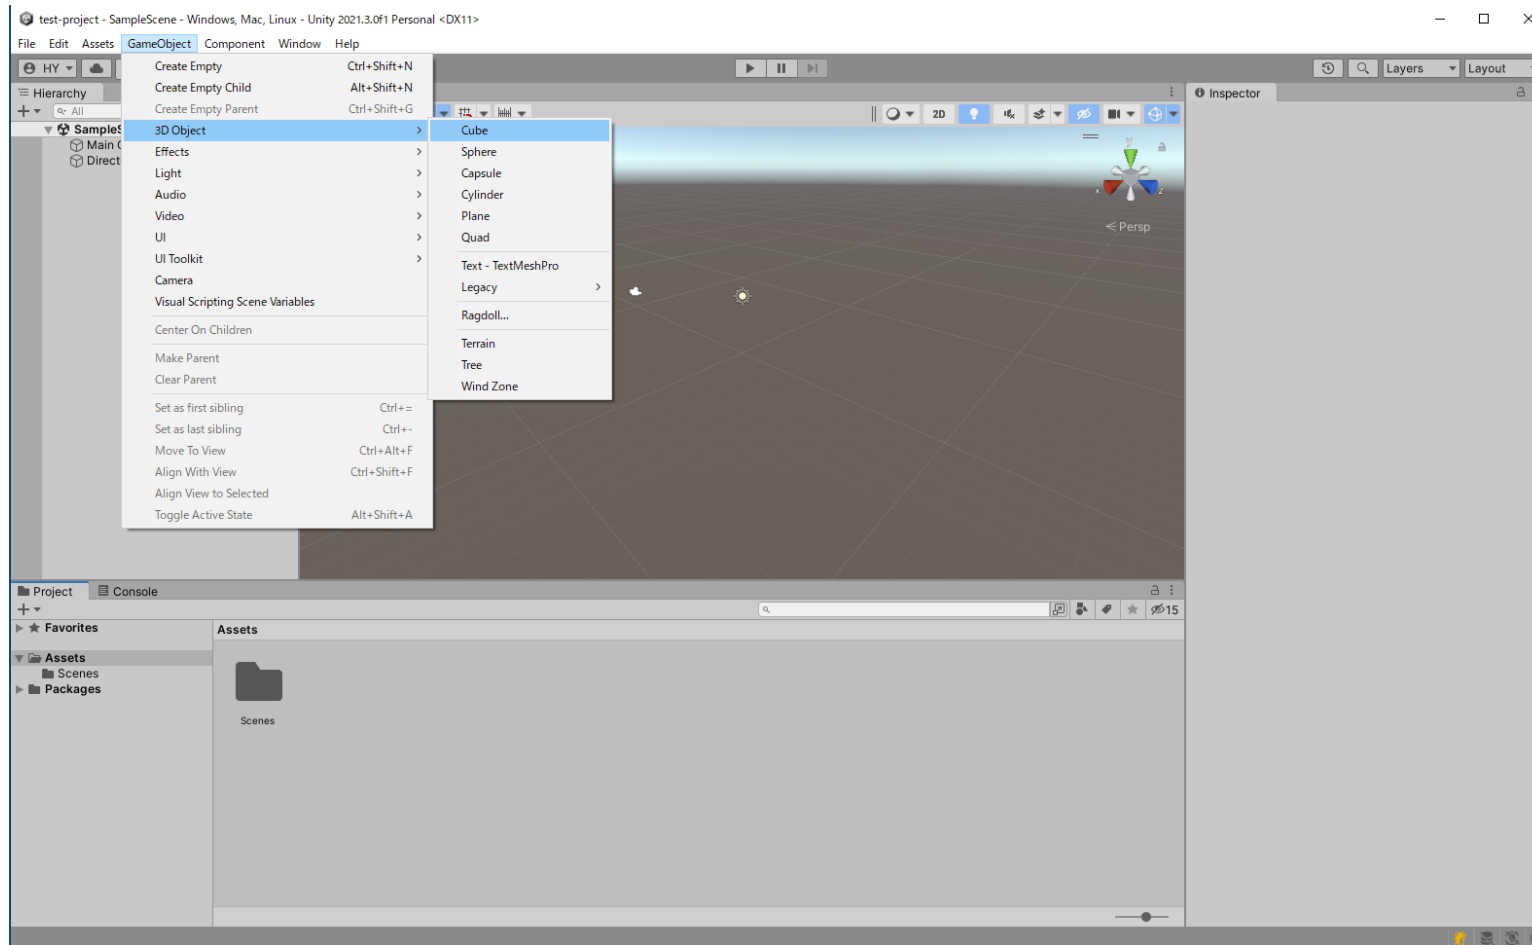 test-project - SampleScene - Windows, Mac, Linux - Unity 2021.3.0f1 Personal <DX11>
File Edit Assets GameObject Component Window Help
HY
Layers
Layout
Hierarchy
All
SampleS
Main C
Direct
Create Empty Ctrl+Shift+N
Create Empty Child Alt+Shift+N
Create Empty Parent Ctrl+Shift+G
3D Object
Effects
Light
Audio
Video
UI
UI Toolkit
Camera
Visual Scripting Scene Variables
Center On Children
Make Parent
Clear Parent
Set as first sibling Ctrl+=
Set as last sibling Ctrl+-
Move To View Ctrl+Alt+F
Align With View Ctrl+Shift+F
Align View to Selected
Toggle Active State Alt+Shift+A
Cube
Sphere
Capsule
Cylinder
Plane
Quad
Text - TextMeshPro
Legacy
Ragdoll...
Terrain
Tree
Wind Zone
2D
y
x
z
Persp
Inspector
Project Console
15
Favorites
Assets
Scenes
Packages
Assets
Scenes